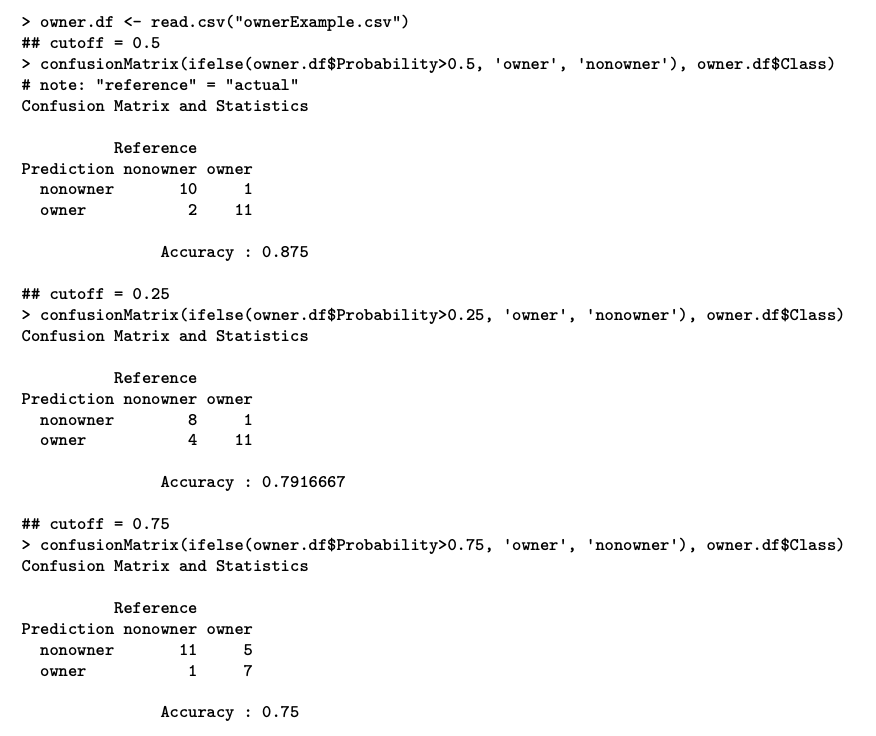 > owner.df <- read.csv("ownerExample.csv")
## cutoff = 0.5
> confusionMatrix(ifelse(owner.df$Probability>0.5, 'owner', 'nonowner'), owner.df$Class)
# note: "reference" = "actual"
Confusion Matrix and Statistics
Reference
Prediction nonowner owner
nonowner 10 1
owner 2 11
Accuracy : 0.875
## cutoff = 0.25
> confusionMatrix(ifelse(owner.df$Probability>0.25, 'owner', 'nonowner'), owner.df$Class)
Confusion Matrix and Statistics
Reference
Prediction nonowner owner
nonowner 8 1
owner 4 11
Accuracy : 0.7916667
## cutoff = 0.75
> confusionMatrix(ifelse(owner.df$Probability>0.75, 'owner', 'nonowner'), owner.df$Class)
Confusion Matrix and Statistics
Reference
Prediction nonowner owner
nonowner 11 5
owner 1 7
Accuracy : 0.75